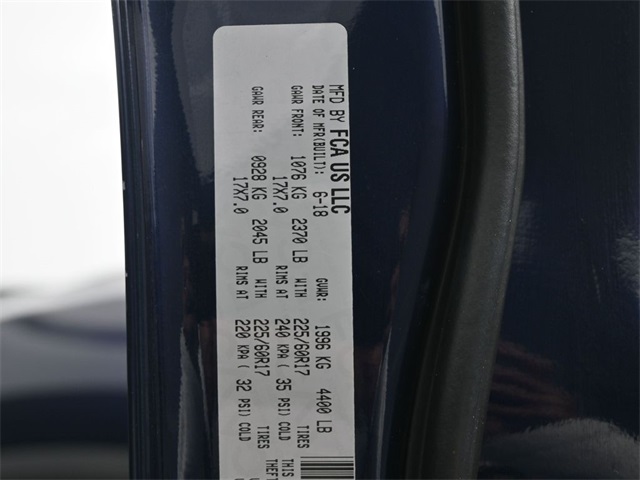 MFD BY FCA US LLC
DATE OF MFR(BUILT): 6-18 GVWR: 1996 KG 4400 LB
GAWR FRONT: 1076 KG 2370 LB WITH 225/60R17 TIRES
17X7.0 RIMS AT 240 KPA ( 35 PSI) COLD
GAWR REAR: 0928 KG 2045 LB WITH 225/60R17 TIRES
17X7.0 RIMS AT 220 KPA ( 32 PSI) COLD
THIS